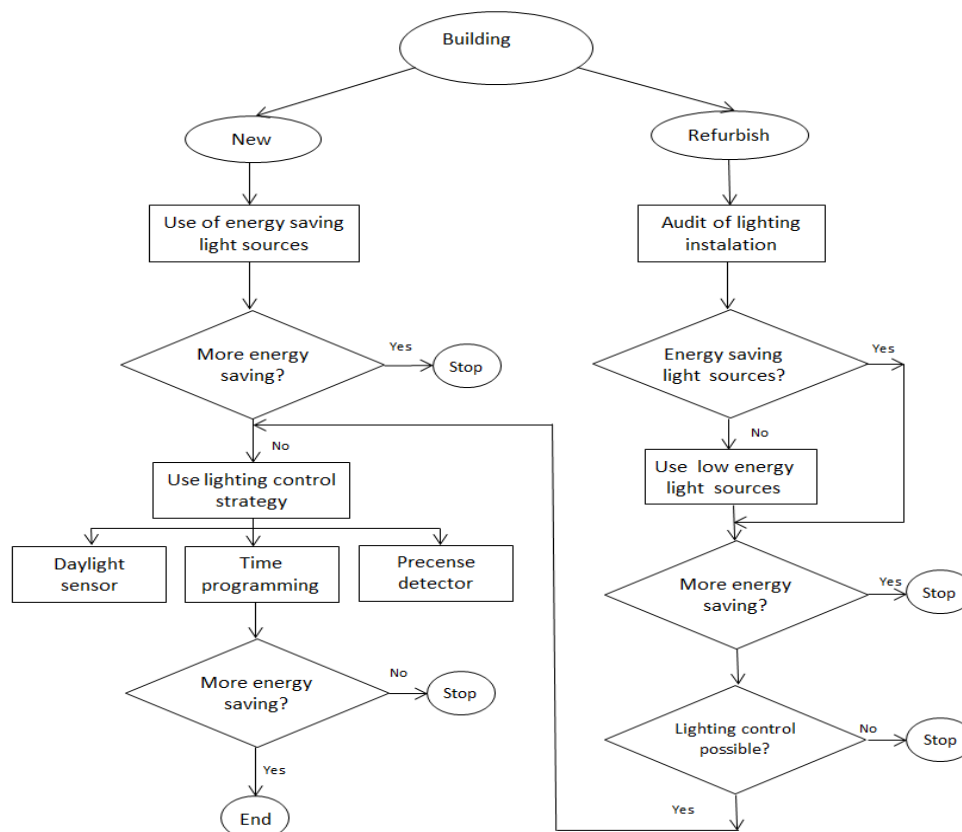 Building
New
Refurbish
Use of energy saving
light sources
Audit of lighting
instalation
More energy
saving?
Yes
Stop
Energy saving
light sources?
Yes
No
No
Use lighting control
strategy
Use low energy
light sources
Daylight
sensor
Time
programming
Precense
detector
More energy
saving?
Yes
Stop
More energy
saving?
No
Stop
Lighting control
possible?
No
Stop
Yes
End
Yes